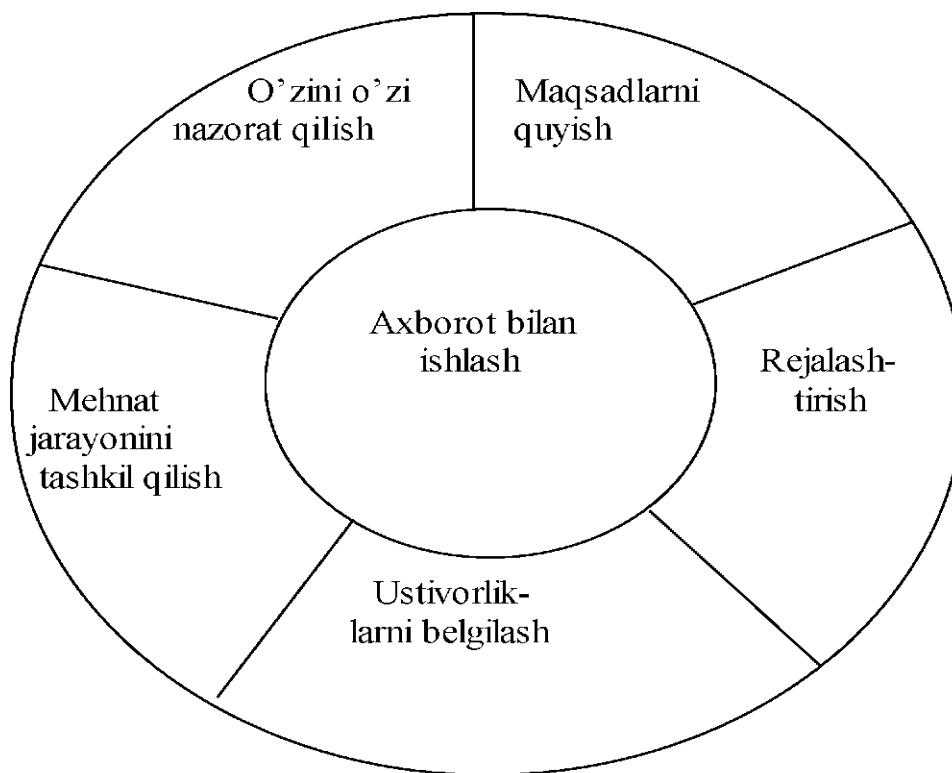 O’zini o’zi
nazorat qilish
Maqsadlarni
quyish
Axborot bilan
ishlash
Rejalash-
tirish
Mehnat
jarayonini
tashkil qilish
Ustivorlik-
larni belgilash